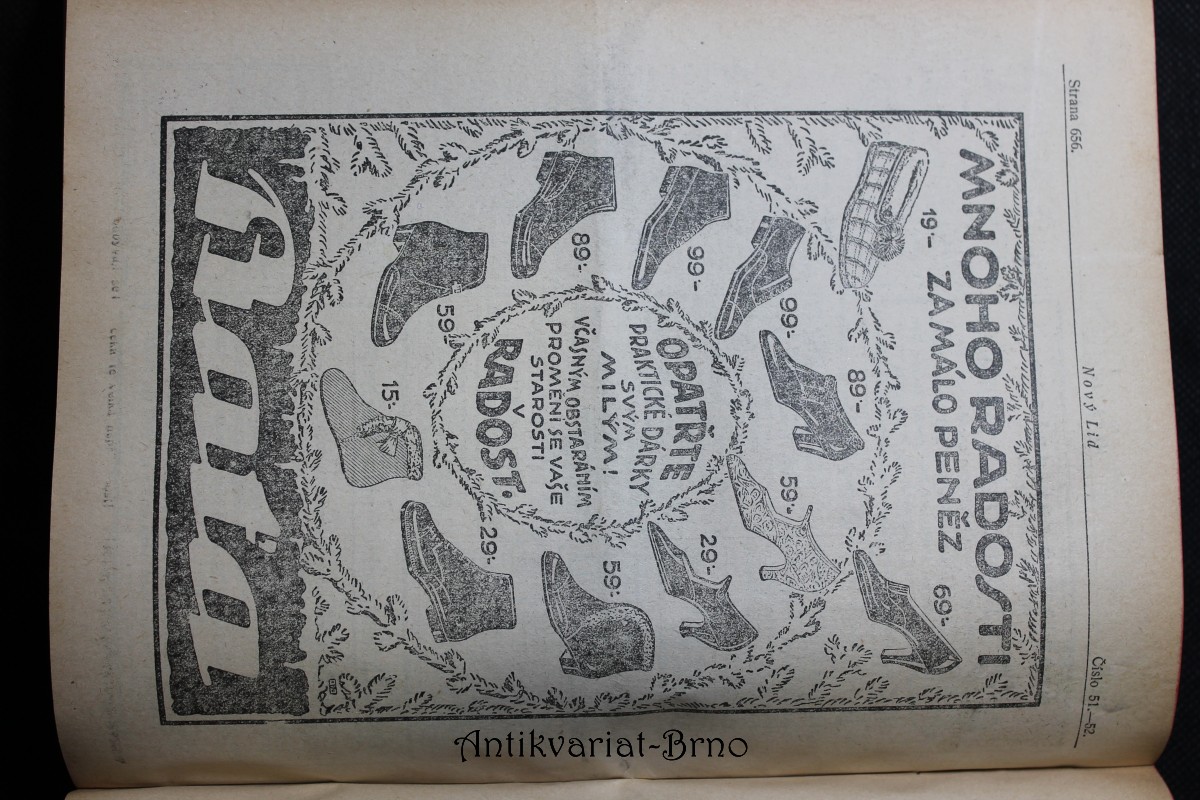 Strana 656.
Nový Lid
Číslo 51.—52.
MNOHO RADOSTI
ZA MÁLO PENĚZ
19·-
69·-
99·-
89·-
99·-
59·-
89·-
29·-
59·-
59·-
15·-
29·-
OPATŘTE
PRAKTICKÉ DÁRKY
SVÝM
MILÝM!
VČASNÝM OBSTARÁNÍM
PROMĚNÍ SE VAŠE
STAROSTI
V
RADOST.
Baťa
Antikvariat-Brno